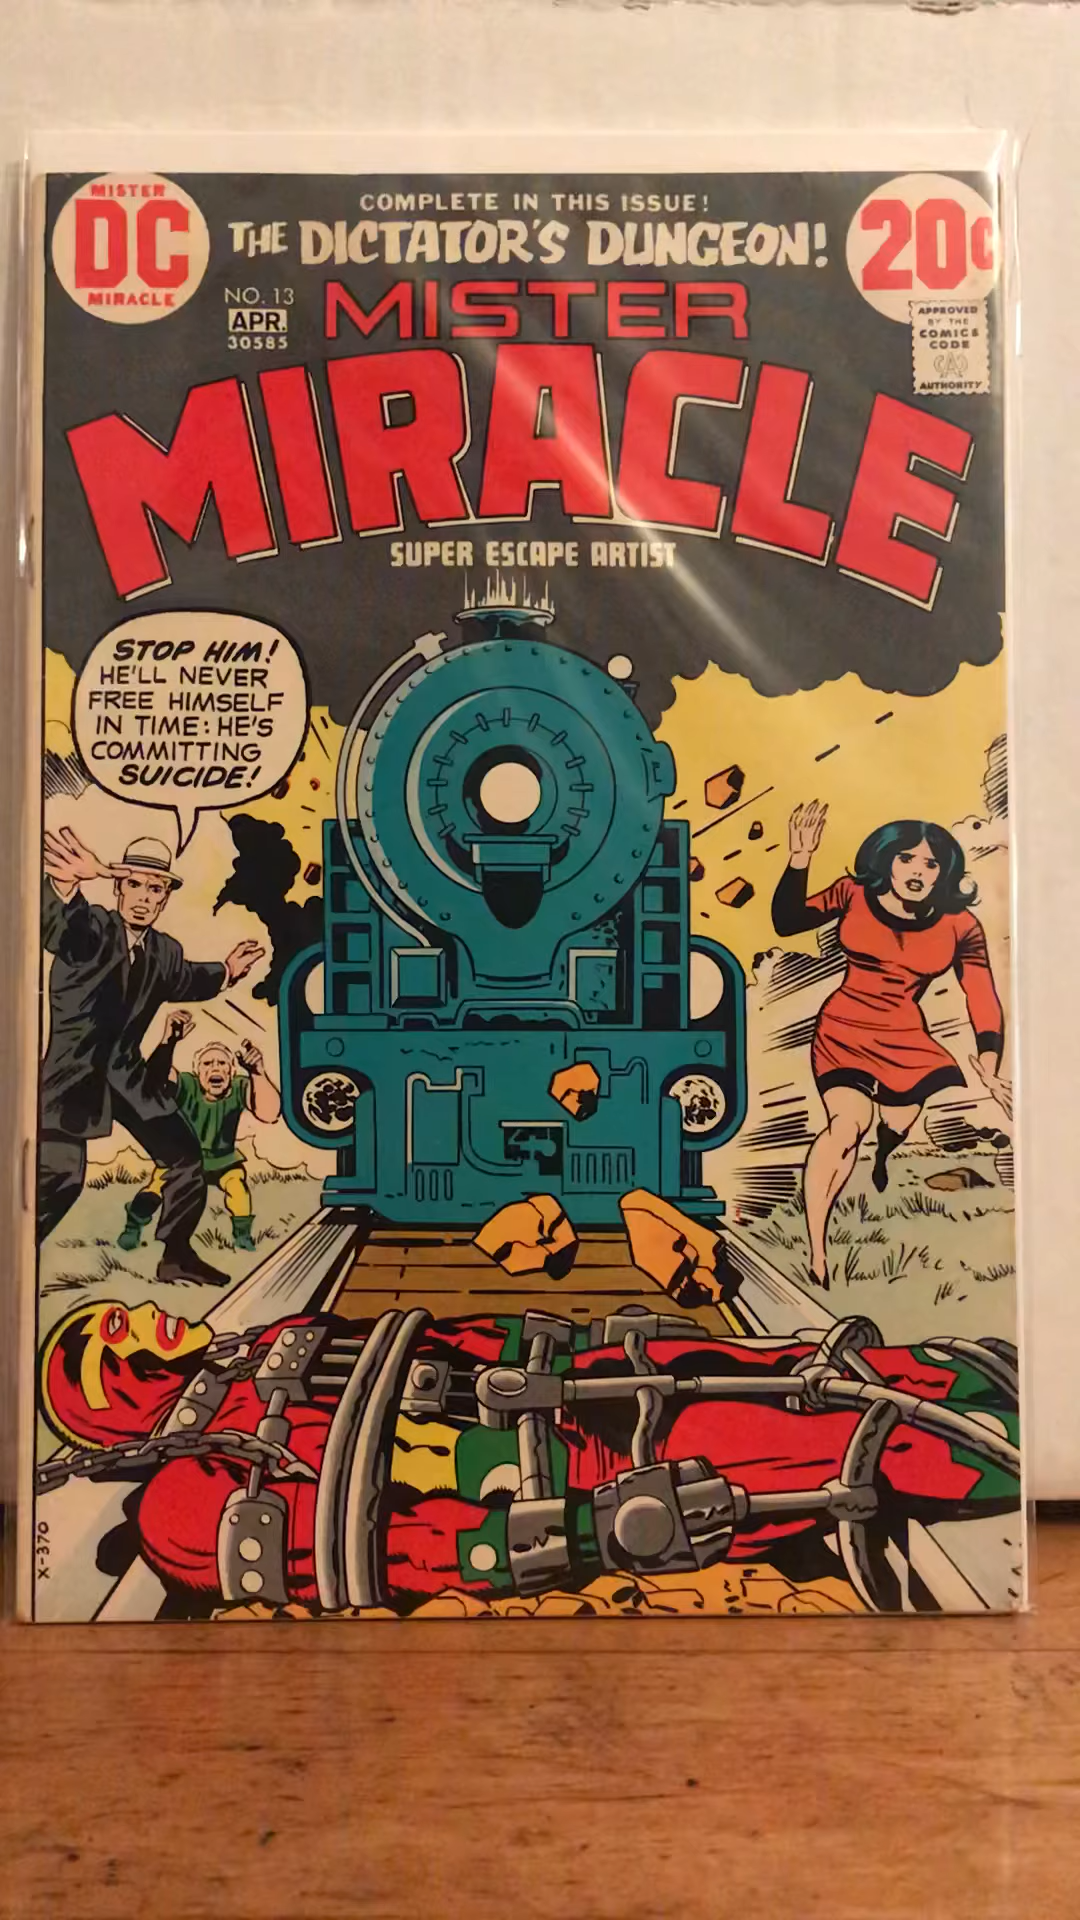 MISTER
DC
MIRACLE
COMPLETE IN THIS ISSUE!
THE DICTATOR'S DUNGEON!
20¢
NO. 13
APR.
30585
MISTER
MIRACLE
SUPER ESCAPE ARTIST
APPROVED
BY THE
COMICS
CODE
CA
AUTHORITY
STOP HIM!
HE'LL NEVER
FREE HIMSELF
IN TIME: HE'S
COMMITTING
SUICIDE!
X-370